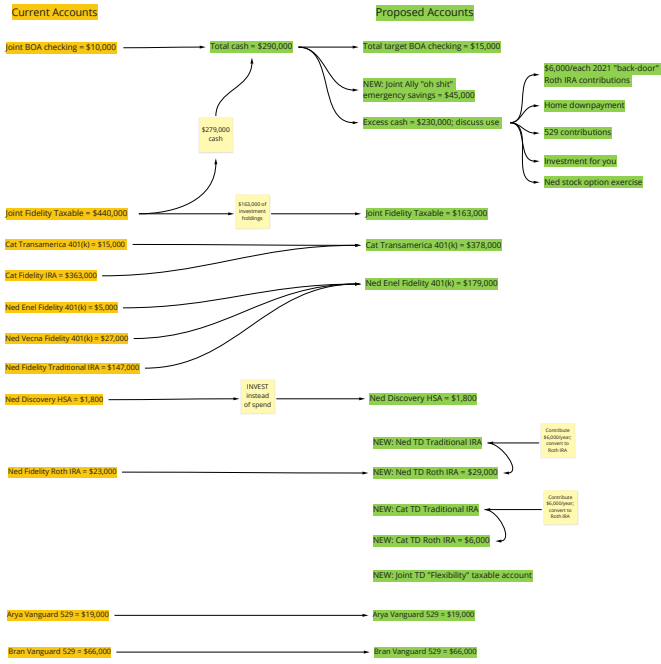 Current Accounts
Proposed Accounts
Joint BOA checking = $10,000
Total cash = $290,000
Total target BOA checking = $15,000
NEW: Joint Ally "oh shit"
emergency savings = $45,000
Excess cash = $230,000; discuss use
$6,000/each 2021 "back-door"
Roth IRA contributions
Home downpayment
529 contributions
Investment for you
Ned stock option exercise
$279,000
cash
Joint Fidelity Taxable = $440,000
$163,000 of
investment
holdings
Joint Fidelity Taxable = $163,000
Cat Transamerica 401(k) = $15,000
Cat Transamerica 401(k) = $378,000
Cat Fidelity IRA = $363,000
Ned Enel Fidelity 401(k) = $179,000
Ned Enel Fidelity 401(k) = $5,000
Ned Vecna Fidelity 401(k) = $27,000
Ned Fidelity Traditional IRA = $147,000
Ned Discovery HSA = $1,800
INVEST
instead
of spend
Ned Discovery HSA = $1,800
NEW: Ned TD Traditional IRA
Contribute
$6,000/year;
convert to
Roth IRA
Ned Fidelity Roth IRA = $23,000
NEW: Ned TD Roth IRA = $29,000
NEW: Cat TD Traditional IRA
Contribute
$6,000/year;
convert to
Roth IRA
NEW: Cat TD Roth IRA = $6,000
NEW: Joint TD "Flexibility" taxable account
Arya Vanguard 529 = $19,000
Arya Vanguard 529 = $19,000
Bran Vanguard 529 = $66,000
Bran Vanguard 529 = $66,000